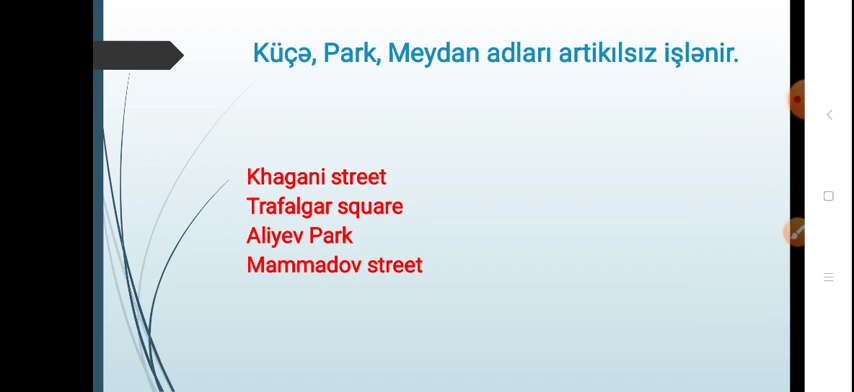 Küçə, Park, Meydan adları artikılsız işlənir.
Khagani street
Trafalgar square
Aliyev Park
Mammadov street